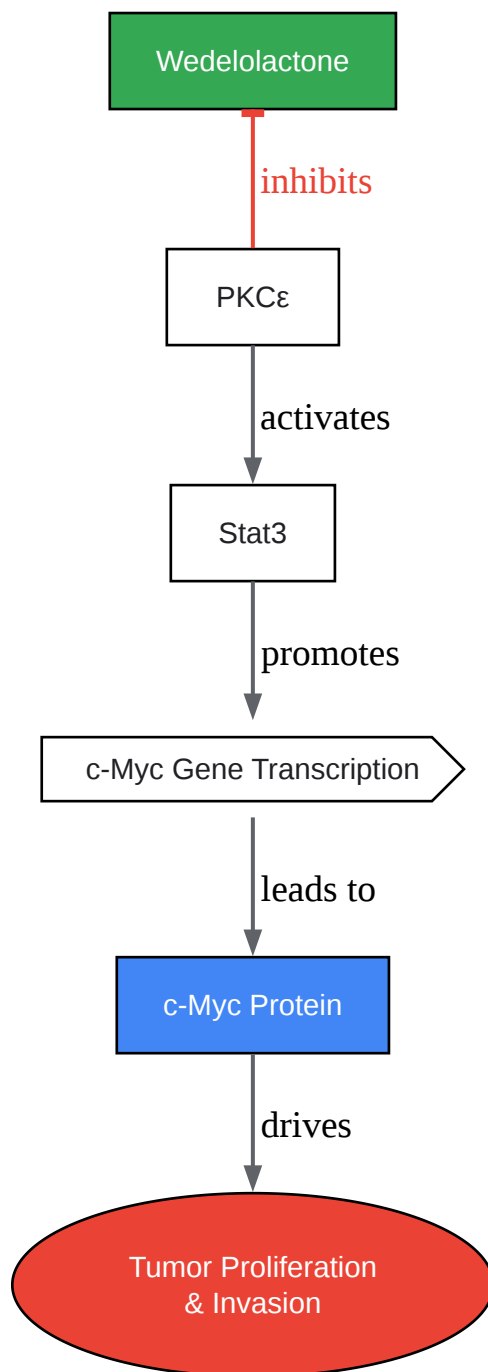 Wedelolactone
inhibits
PKCε
activates
Stat3
promotes
c-Myc Gene Transcription
leads to
c-Myc Protein
drives
Tumor Proliferation
& Invasion